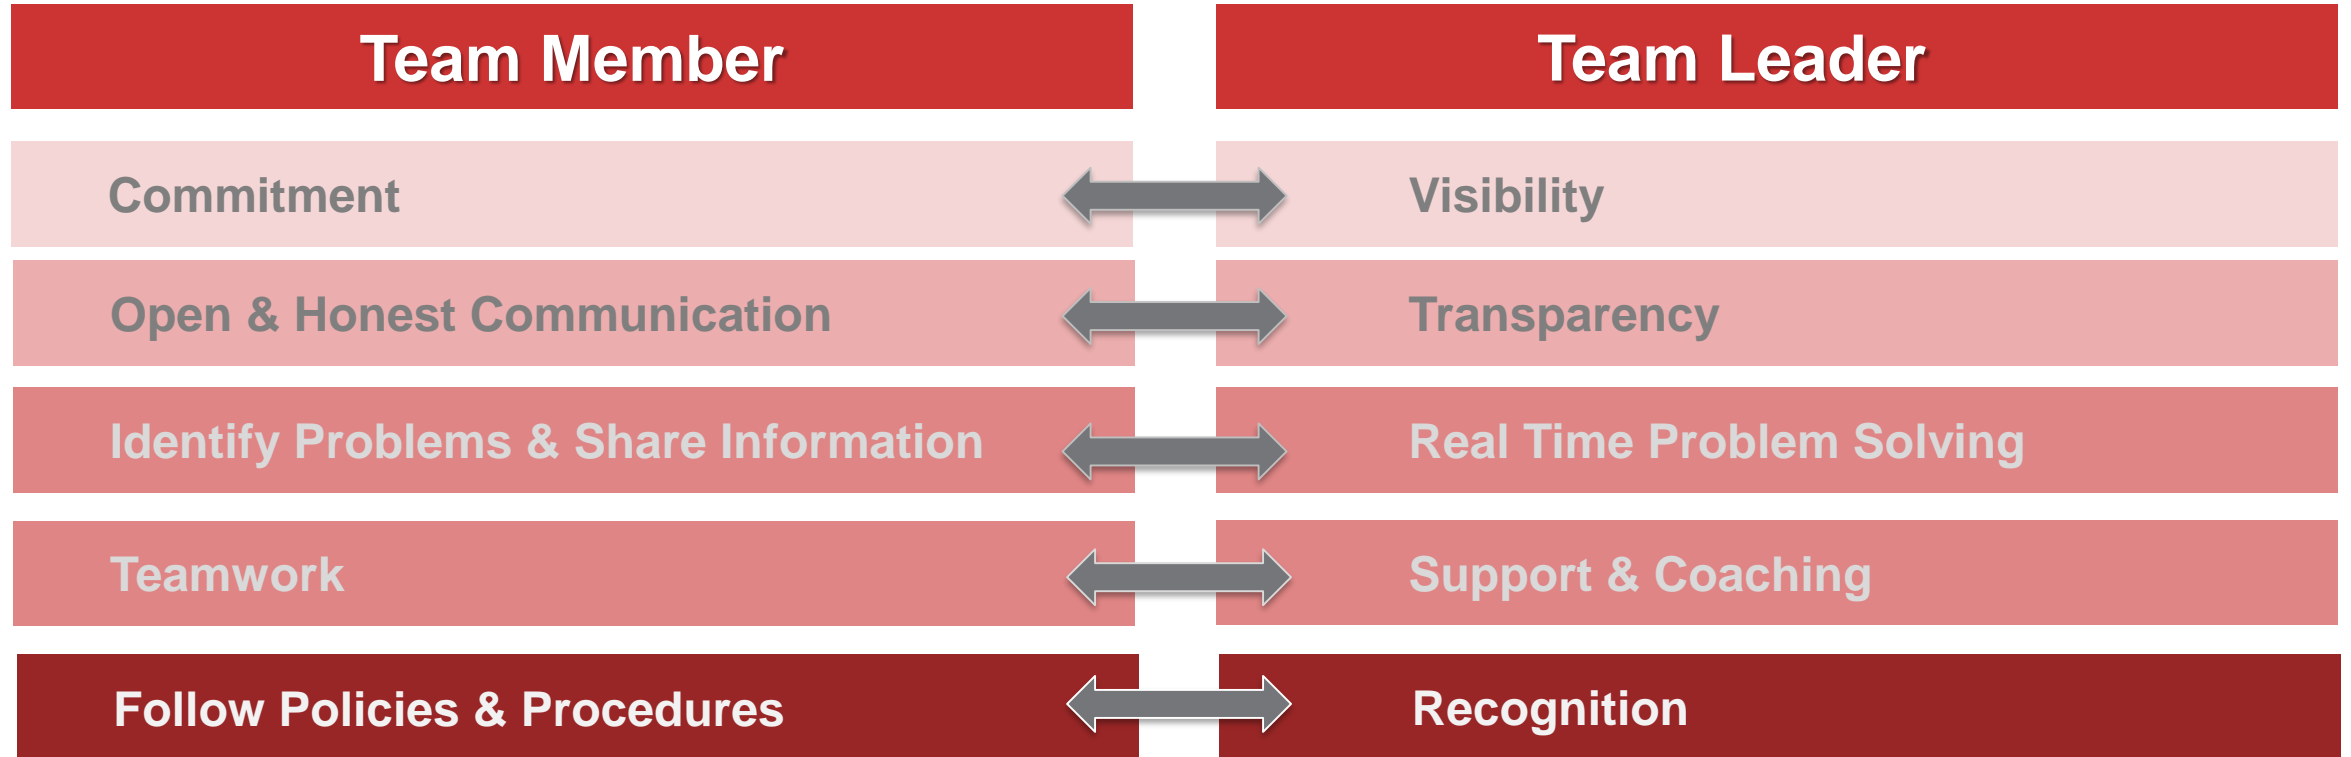 Team Member
Team Leader
Commitment
Visibility
Open & Honest Communication
Transparency
Identify Problems & Share Information
Real Time Problem Solving
Teamwork
Support & Coaching
Follow Policies & Procedures
Recognition